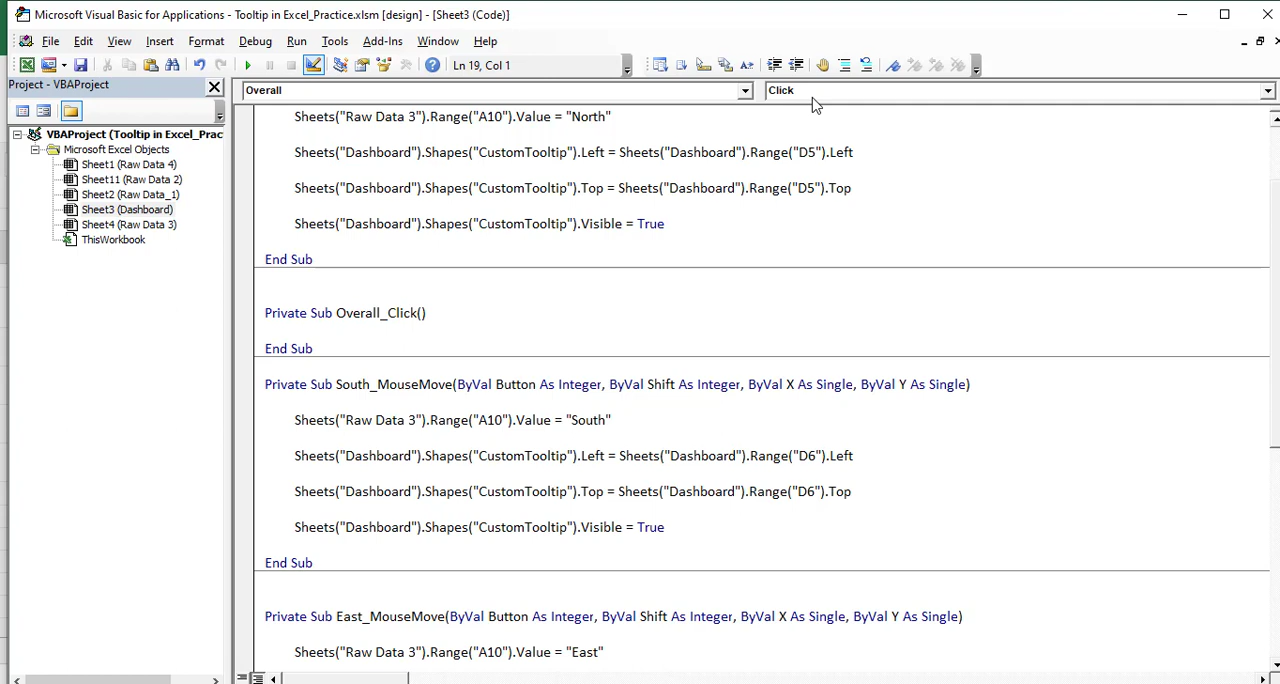 Microsoft Visual Basic for Applications - Tooltip in Excel_Practice.xlsm [design] - [Sheet3 (Code)]
File Edit View Insert Format Debug Run Tools Add-Ins Window Help
Ln 19, Col 1
Project - VBAProject
Overall
Click
VBAProject (Tooltip in Excel_Prac
Microsoft Excel Objects
Sheet1 (Raw Data 4)
Sheet11 (Raw Data 2)
Sheet2 (Raw Data_1)
Sheet3 (Dashboard)
Sheet4 (Raw Data 3)
ThisWorkbook
Sheets("Raw Data 3").Range("A10").Value = "North"
Sheets("Dashboard").Shapes("CustomTooltip").Left = Sheets("Dashboard").Range("D5").Left
Sheets("Dashboard").Shapes("CustomTooltip").Top = Sheets("Dashboard").Range("D5").Top
Sheets("Dashboard").Shapes("CustomTooltip").Visible = True
End Sub
Private Sub Overall_Click()
End Sub
Private Sub South_MouseMove(ByVal Button As Integer, ByVal Shift As Integer, ByVal X As Single, ByVal Y As Single)
Sheets("Raw Data 3").Range("A10").Value = "South"
Sheets("Dashboard").Shapes("CustomTooltip").Left = Sheets("Dashboard").Range("D6").Left
Sheets("Dashboard").Shapes("CustomTooltip").Top = Sheets("Dashboard").Range("D6").Top
Sheets("Dashboard").Shapes("CustomTooltip").Visible = True
End Sub
Private Sub East_MouseMove(ByVal Button As Integer, ByVal Shift As Integer, ByVal X As Single, ByVal Y As Single)
Sheets("Raw Data 3").Range("A10").Value = "East"